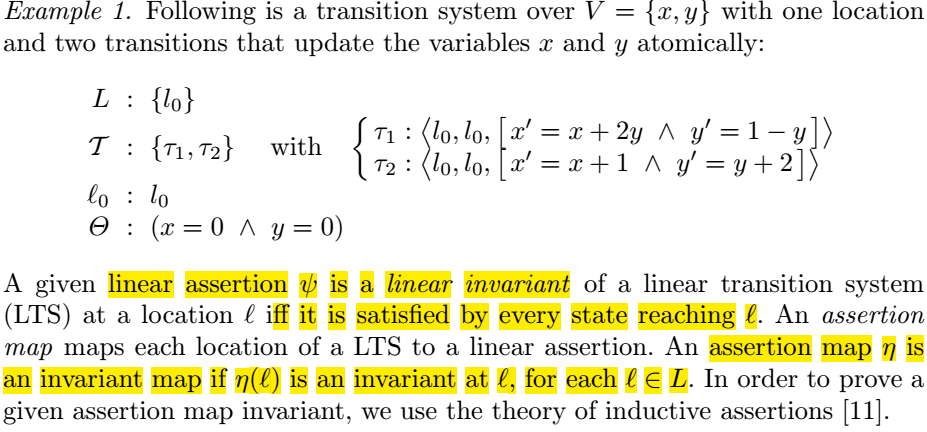 Example 1. Following is a transition system over V = {x, y} with one location
and two transitions that update the variables x and y atomically:
L : {l₀}
𝒯 : {τ₁, τ₂} with { τ₁ : ⟨l₀, l₀, [x′ = x + 2y ∧ y′ = 1 − y]⟩
τ₂ : ⟨l₀, l₀, [x′ = x + 1 ∧ y′ = y + 2]⟩
ℓ₀ : l₀
Θ : (x = 0 ∧ y = 0)
A given linear assertion ψ is a linear invariant of a linear transition system
(LTS) at a location ℓ iff it is satisfied by every state reaching ℓ. An assertion
map maps each location of a LTS to a linear assertion. An assertion map η is
an invariant map if η(ℓ) is an invariant at ℓ, for each ℓ ∈ L. In order to prove a
given assertion map invariant, we use the theory of inductive assertions [11].